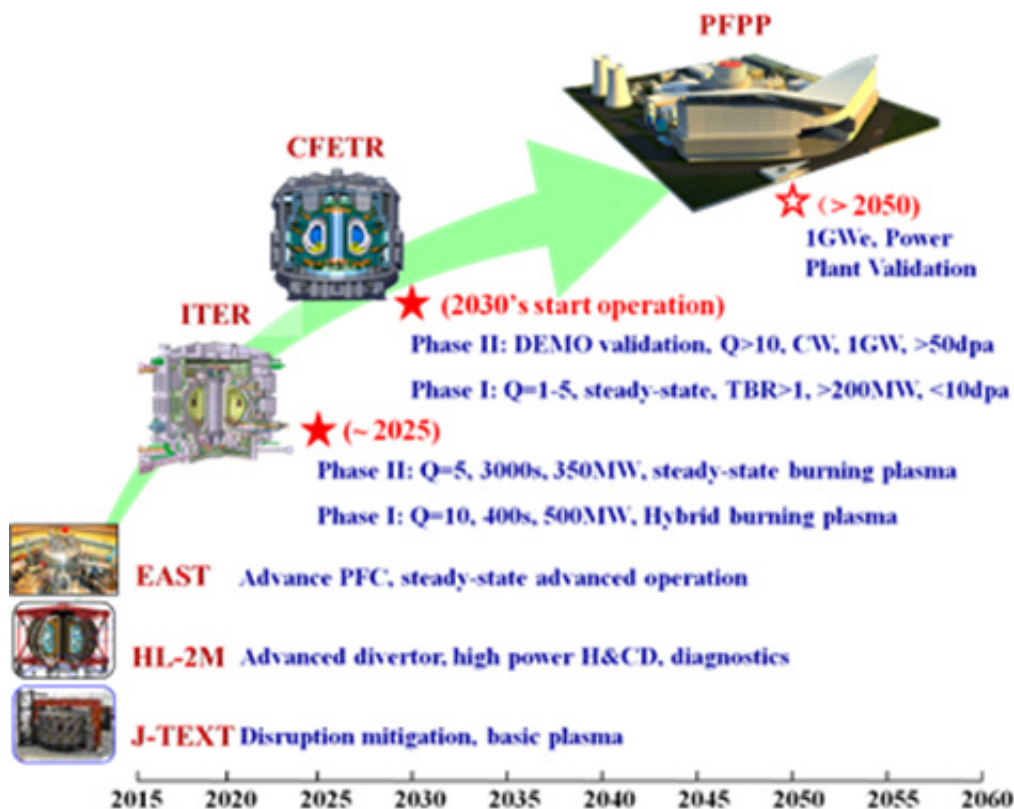 PFPP
CFETR
(> 2050)
1GWe, Power
Plant Validation
(2030's start operation)
ITER
Phase II: DEMO validation, Q>10, CW, 1GW, >50dpa
Phase I: Q=1-5, steady-state, TBR>1, >200MW, <10dpa
(~ 2025)
Phase II: Q=5, 3000s, 350MW, steady-state burning plasma
Phase I: Q=10, 400s, 500MW, Hybrid burning plasma
EAST Advance PFC, steady-state advanced operation
HL-2M Advanced divertor, high power H&CD, diagnostics
J-TEXT Disruption mitigation, basic plasma
2015 2020 2025 2030 2035 2040 2045 2050 2055 2060